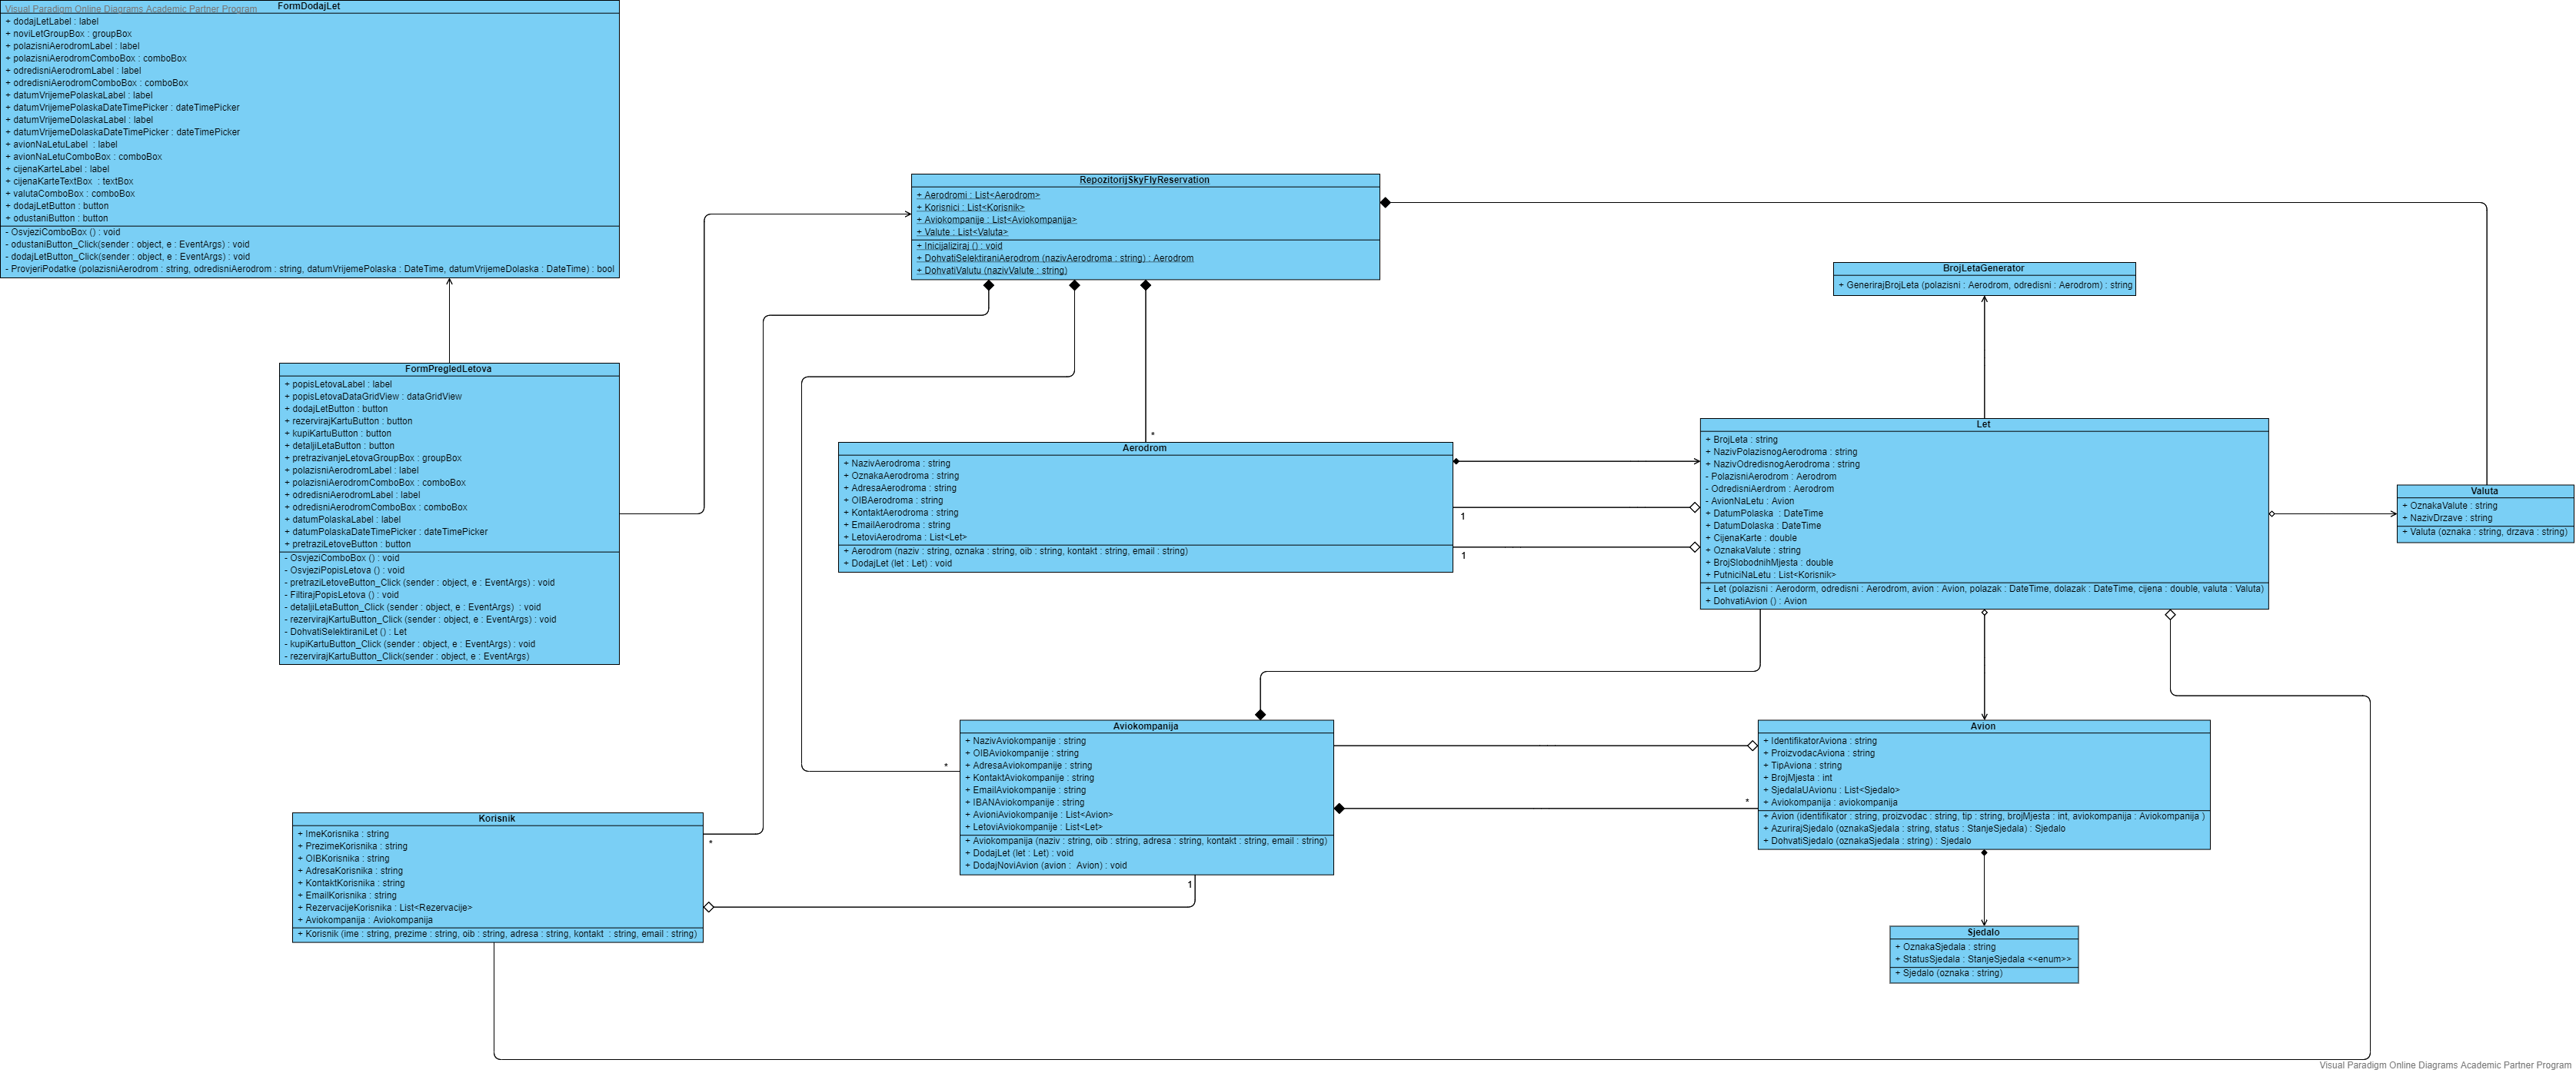 Visual Paradigm Online Diagrams Academic Partner Program
FormDodajLet
+ dodajLetLabel : label
+ noviLetGroupBox : groupBox
+ polazisniAerodromLabel : label
+ polazisniAerodromComboBox : comboBox
+ odredisniAerodromLabel : label
+ odredisniAerodromComboBox : comboBox
+ datumVrijemePolaskaLabel : label
+ datumVrijemePolaskaDateTimePicker : dateTimePicker
+ datumVrijemeDolaskaLabel : label
+ datumVrijemeDolaskaDateTimePicker : dateTimePicker
+ avionNaLetuLabel : label
+ avionNaLetuComboBox : comboBox
+ cijenaKarteLabel : label
+ cijenaKarteTextBox : textBox
+ valutaComboBox : comboBox
+ dodajLetButton : button
+ odustaniButton : button
- OsvjeziComboBox () : void
- odustaniButton_Click(sender : object, e : EventArgs) : void
- dodajLetButton_Click(sender : object, e : EventArgs) : void
- ProvjeriPodatke (polazisniAerodrom : string, odredisniAerodrom : string, datumVrijemePolaska : DateTime, datumVrijemeDolaska : DateTime) : bool
RepozitorijSkyFlyReservation
+ Aerodromi : List<Aerodrom>
+ Korisnici : List<Korisnik>
+ Aviokompanije : List<Aviokompanija>
+ Valute : List<Valuta>
+ Inicijaliziraj () : void
+ DohvatiSelektiraniAerodrom (nazivAerodroma : string) : Aerodrom
+ DohvatiValutu (nazivValute : string)
BrojLetaGenerator
+ GenerirajBrojLeta (polazisni : Aerodrom, odredisni : Aerodrom) : string
FormPregledLetova
+ popisLetovaLabel : label
+ popisLetovaDataGridView : dataGridView
+ dodajLetButton : button
+ rezervirajKartuButton : button
+ kupiKartuButton : button
+ detaljiLetaButton : button
+ pretrazivanjeLetovaGroupBox : groupBox
+ polazisniAerodromLabel : label
+ polazisniAerodromComboBox : comboBox
+ odredisniAerodromLabel : label
+ odredisniAerodromComboBox : comboBox
+ datumPolaskaLabel : label
+ datumPolaskaDateTimePicker : dateTimePicker
+ pretraziLetoveButton : button
- OsvjeziComboBox () : void
- OsvjeziPopisLetova () : void
- pretraziLetoveButton_Click (sender : object, e : EventArgs) : void
- FiltirajPopisLetova () : void
- detaljiLetaButton_Click (sender : object, e : EventArgs) : void
- rezervirajKartuButton_Click (sender : object, e : EventArgs) : void
- DohvatiSelektiraniLet () : Let
- kupiKartuButton_Click (sender : object, e : EventArgs) : void
- rezervirajKartuButton_Click(sender : object, e : EventArgs)
*
Aerodrom
+ NazivAerodroma : string
+ OznakaAerodroma : string
+ AdresaAerodroma : string
+ OIBAerodroma : string
+ KontaktAerodroma : string
+ EmailAerodroma : string
+ LetoviAerodroma : List<Let>
+ Aerodrom (naziv : string, oznaka : string, oib : string, kontakt : string, email : string)
+ DodajLet (let : Let) : void
1
1
Let
+ BrojLeta : string
+ NazivPolazisnogAerodroma : string
+ NazivOdredisnogAerodroma : string
- PolazisniAerodrom : Aerodrom
- OdredisniAerdrom : Aerodrom
- AvionNaLetu : Avion
+ DatumPolaska : DateTime
+ DatumDolaska : DateTime
+ CijenaKarte : double
+ OznakaValute : string
+ BrojSlobodnihMjesta : double
+ PutniciNaLetu : List<Korisnik>
+ Let (polazisni : Aerodorm, odredisni : Aerodrom, avion : Avion, polazak : DateTime, dolazak : DateTime, cijena : double, valuta : Valuta)
+ DohvatiAvion () : Avion
Valuta
+ OznakaValute : string
+ NazivDrzave : string
+ Valuta (oznaka : string, drzava : string)
*
Aviokompanija
+ NazivAviokompanije : string
+ OIBAviokompanije : string
+ AdresaAviokompanije : string
+ KontaktAviokompanije : string
+ EmailAviokompanije : string
+ IBANAviokompanije : string
+ AvioniAviokompanije : List<Avion>
+ LetoviAviokompanije : List<Let>
+ Aviokompanija (naziv : string, oib : string, adresa : string, kontakt : string, email : string)
+ DodajLet (let : Let) : void
+ DodajNoviAvion (avion : Avion) : void
1
*
Avion
+ IdentifikatorAviona : string
+ ProizvodacAviona : string
+ TipAviona : string
+ BrojMjesta : int
+ SjedalaUAvionu : List<Sjedalo>
+ Aviokompanija : aviokompanija
+ Avion (identifikator : string, proizvodac : string, tip : string, brojMjesta : int, aviokompanija : Aviokompanija )
+ AzurirajSjedalo (oznakaSjedala : string, status : StanjeSjedala) : Sjedalo
+ DohvatiSjedalo (oznakaSjedala : string) : Sjedalo
Korisnik
+ ImeKorisnika : string
+ PrezimeKorisnika : string
+ OIBKorisnika : string
+ AdresaKorisnika : string
+ KontaktKorisnika : string
+ EmailKorisnika : string
+ RezervacijeKorisnika : List<Rezervacije>
+ Aviokompanija : Aviokompanija
+ Korisnik (ime : string, prezime : string, oib : string, adresa : string, kontakt : string, email : string)
*
Sjedalo
+ OznakaSjedala : string
+ StatusSjedala : StanjeSjedala <<enum>>
+ Sjedalo (oznaka : string)
Visual Paradigm Online Diagrams Academic Partner Program